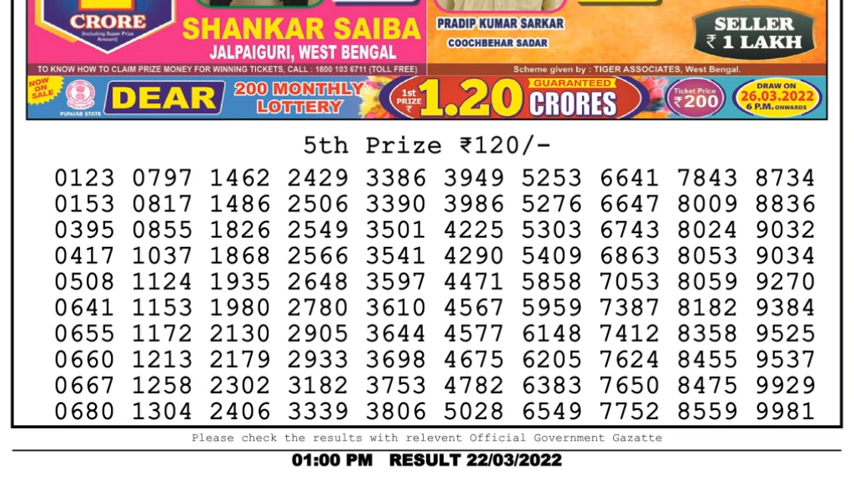 1
CRORE
(Including Super Prize Amount)
SHANKAR SAIBA
JALPAIGURI, WEST BENGAL
PRADIP KUMAR SARKAR
COOCHBEHAR SADAR
SELLER
₹ 1 LAKH
TO KNOW HOW TO CLAIM PRIZE MONEY FOR WINNING TICKETS, CALL : 1800 103 6711 (TOLL FREE)
Scheme given by : TIGER ASSOCIATES, West Bengal.
NOW ON SALE
PUNJAB STATE
DEAR
200 MONTHLY
LOTTERY
1st PRIZE ₹
1.20
GUARANTEED
CRORES
Ticket Price
₹200
DRAW ON
26.03.2022
6 P.M. ONWARDS
5th Prize ₹120/-
0123 0797 1462 2429 3386 3949 5253 6641 7843 8734
0153 0817 1486 2506 3390 3986 5276 6647 8009 8836
0395 0855 1826 2549 3501 4225 5303 6743 8024 9032
0417 1037 1868 2566 3541 4290 5409 6863 8053 9034
0508 1124 1935 2648 3597 4471 5858 7053 8059 9270
0641 1153 1980 2780 3610 4567 5959 7387 8182 9384
0655 1172 2130 2905 3644 4577 6148 7412 8358 9525
0660 1213 2179 2933 3698 4675 6205 7624 8455 9537
0667 1258 2302 3182 3753 4782 6383 7650 8475 9929
0680 1304 2406 3339 3806 5028 6549 7752 8559 9981
Please check the results with relevent Official Government Gazatte
01:00 PM RESULT 22/03/2022